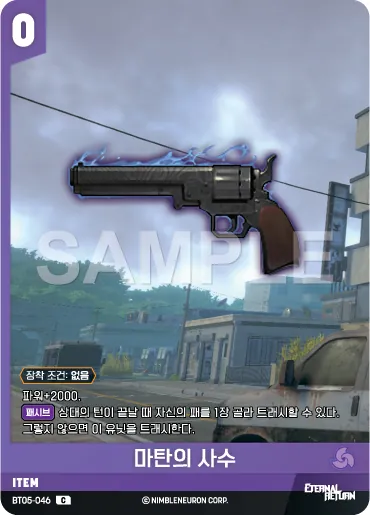 0
SAMPLE
장착 조건: 없음
파워+2000.
패시브 상대의 턴이 끝날 때 자신의 패를 1장 골라 트래시할 수 있다.
그렇지 않으면 이 유닛을 트래시한다.
마탄의 사수
ITEM
BT05-046 C ⓒ NIMBLENEURON CORP.
ETERNAL RETURN